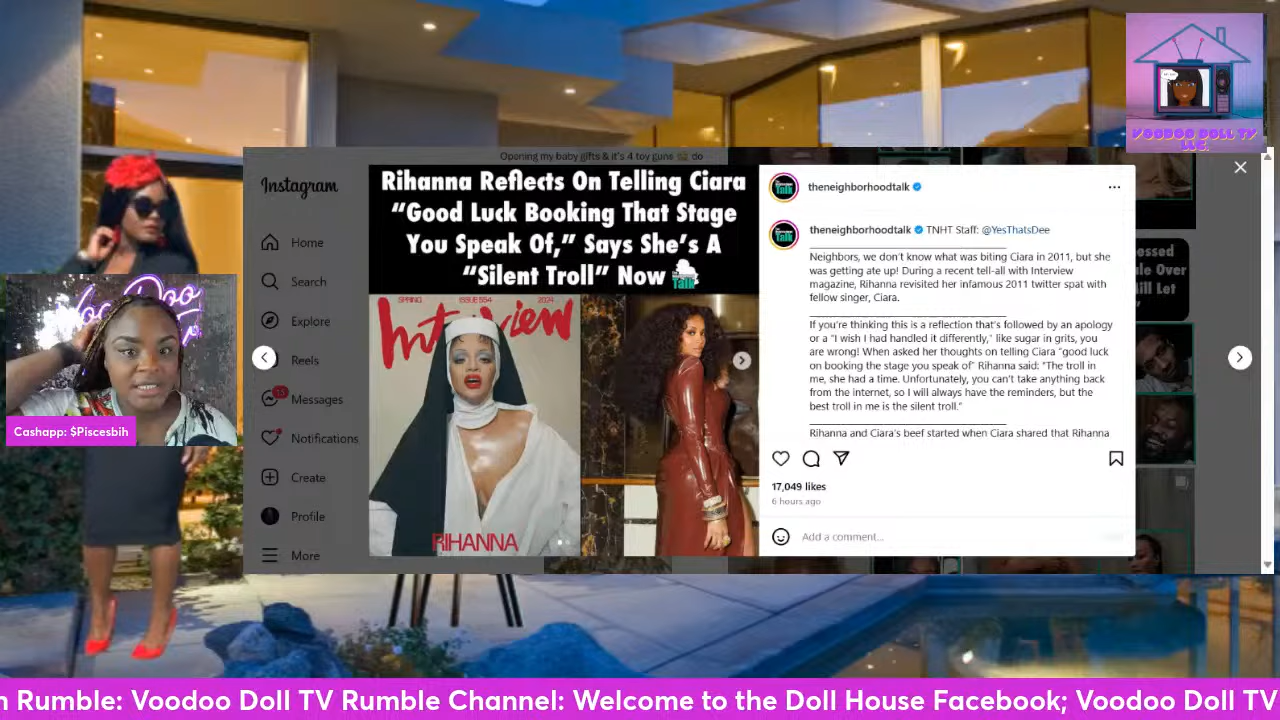 VOODOO DOLL TV
LLC.
Opening my baby gifts & it's 4 toy guns do
Instagram
Home
Search
Explore
Reels
13
Messages
Notifications
Create
Profile
More
Rihanna Reflects On Telling Ciara
“Good Luck Booking That Stage
You Speak Of,” Says She’s A
“Silent Troll” Now
Talk
SPRING ISSUE 554 2024
Interview
RIHANNA
theneighborhoodtalk
theneighborhoodtalk TNHT Staff: @YesThatsDee
Neighbors, we don’t know what was biting Ciara in 2011, but she
was getting ate up! During a recent tell-all with Interview
magazine, Rihanna revisited her infamous 2011 twitter spat with
fellow singer, Ciara.
If you’re thinking this is a reflection that’s followed by an apology
or a “I wish I had handled it differently,” like sugar in grits, you
are wrong! When asked her thoughts on telling Ciara “good luck
on booking the stage you speak of” Rihanna said: “The troll in
me, she had a time. Unfortunately, you can’t take anything back
from the internet, so I will always have the reminders, but the
best troll in me is the silent troll.”
Rihanna and Ciara’s beef started when Ciara shared that Rihanna
17,049 likes
6 hours ago
Add a comment...
Cashapp: $Piscesbih
Rumble: Voodoo Doll TV Rumble Channel: Welcome to the Doll House Facebook; Voodoo Doll TV